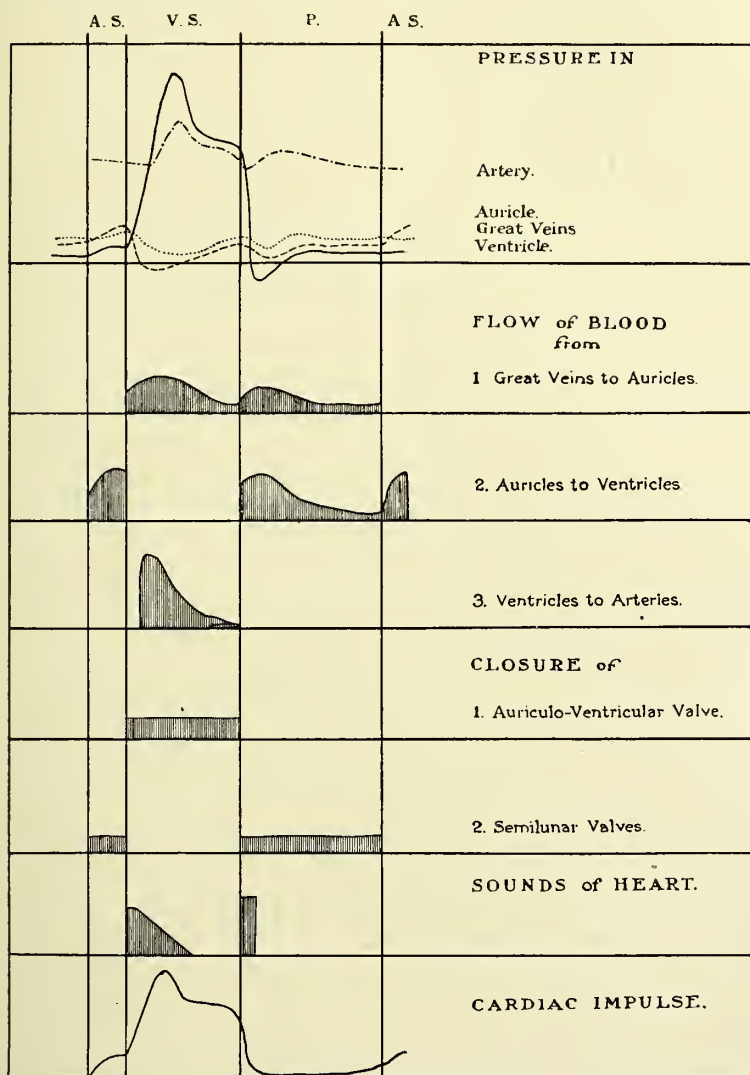 A. S. V. S. P. A S.
PRESSURE IN
Artery.
Auricle.
Great Veins
Ventricle.
FLOW of BLOOD
from
1 Great Veins to Auricles.
2. Auricles to Ventricles
3. Ventricles to Arteries.
CLOSURE of
1. Auriculo-Ventricular Valve.
2. Semilunar Valves.
SOUNDS of HEART.
CARDIAC IMPULSE.